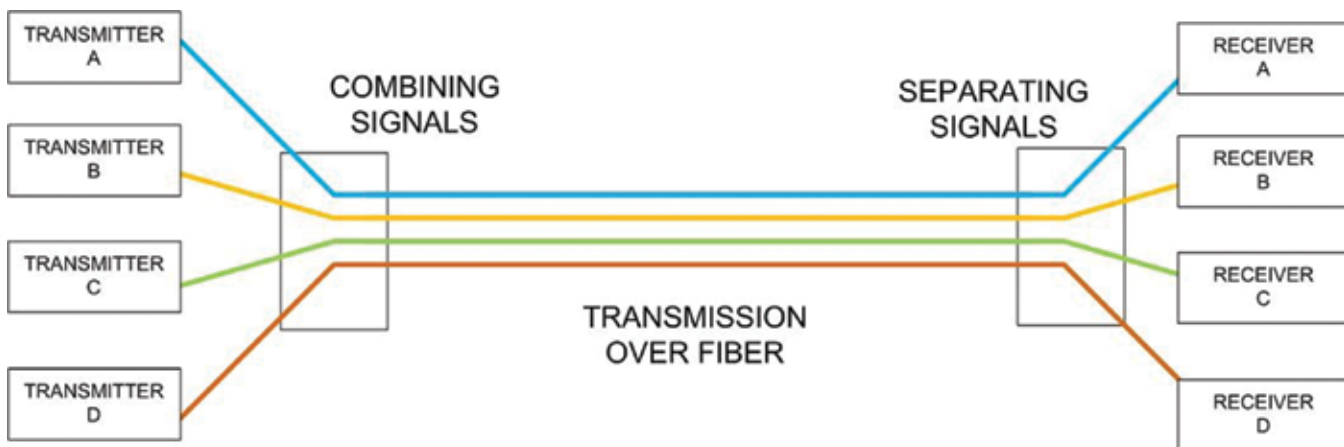 TRANSMITTER
A
COMBINING
SIGNALS
TRANSMITTER
B
TRANSMITTER
C
TRANSMITTER
D
TRANSMISSION
OVER FIBER
SEPARATING
SIGNALS
RECEIVER
A
RECEIVER
B
RECEIVER
C
RECEIVER
D